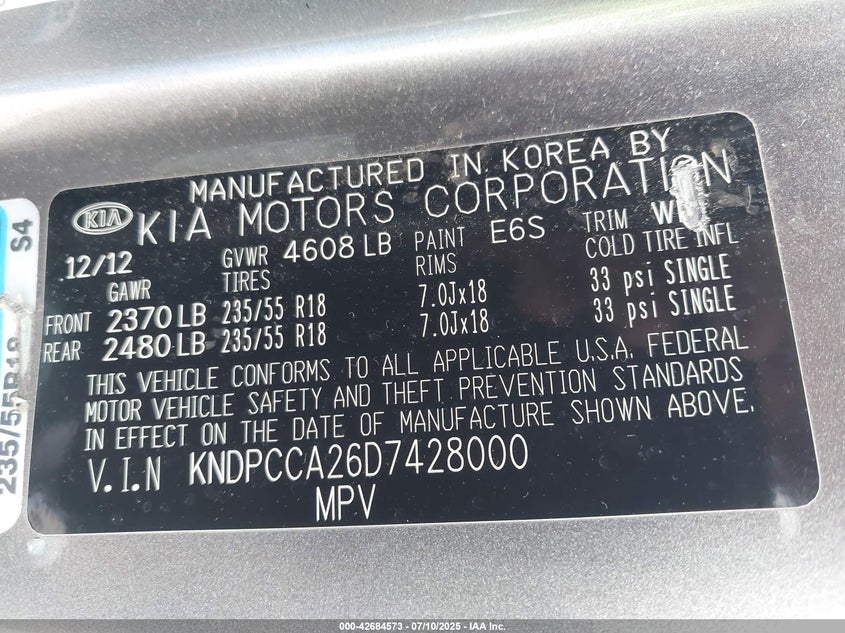 MANUFACTURED IN KOREA BY
KIA KIA MOTORS CORPORATION
12/12 GVWR 4608 LB PAINT E6S TRIM
GAWR TIRES RIMS COLD TIRE INFL
FRONT 2370 LB 235/55 R18 7.0Jx18 33 psi SINGLE
REAR 2480 LB 235/55 R18 7.0Jx18 33 psi SINGLE
THIS VEHICLE CONFORMS TO ALL APPLICABLE U.S.A. FEDERAL
MOTOR VEHICLE SAFETY AND THEFT PREVENTION STANDARDS
IN EFFECT ON THE DATE OF MANUFACTURE SHOWN ABOVE.
V.I.N KNDPCCA26D7428000
MPV
S4
235/55R18
000-42684573 - 07/10/2025 - IAA Inc.